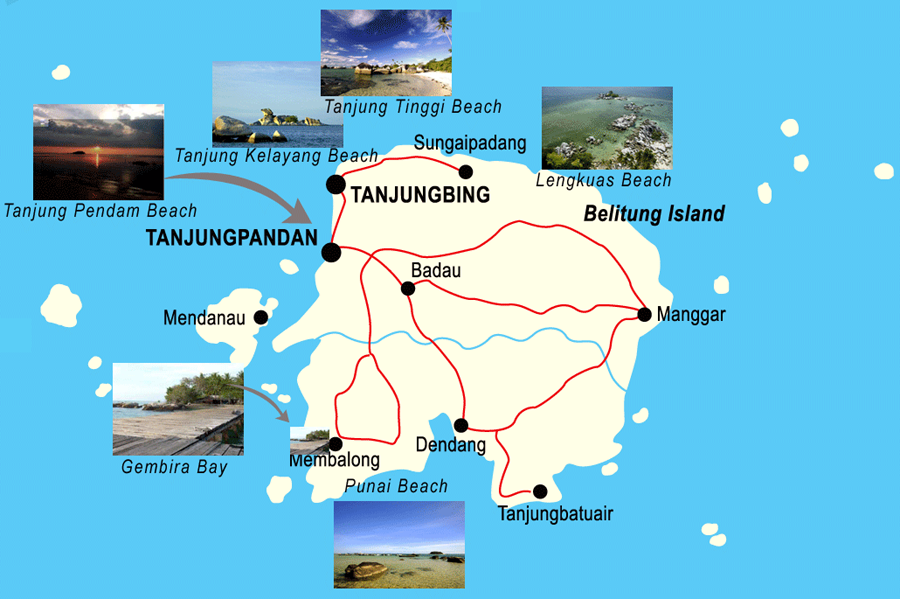 Tanjung Tinggi Beach
Sungaipadang
Tanjung Kelayang Beach
Lengkuas Beach
TANJUNGBING
Tanjung Pendam Beach
Belitung Island
TANJUNGPANDAN
Badau
Mendanau
Manggar
Dendang
Membalong
Gembira Bay
Punai Beach
Tanjungbatuair